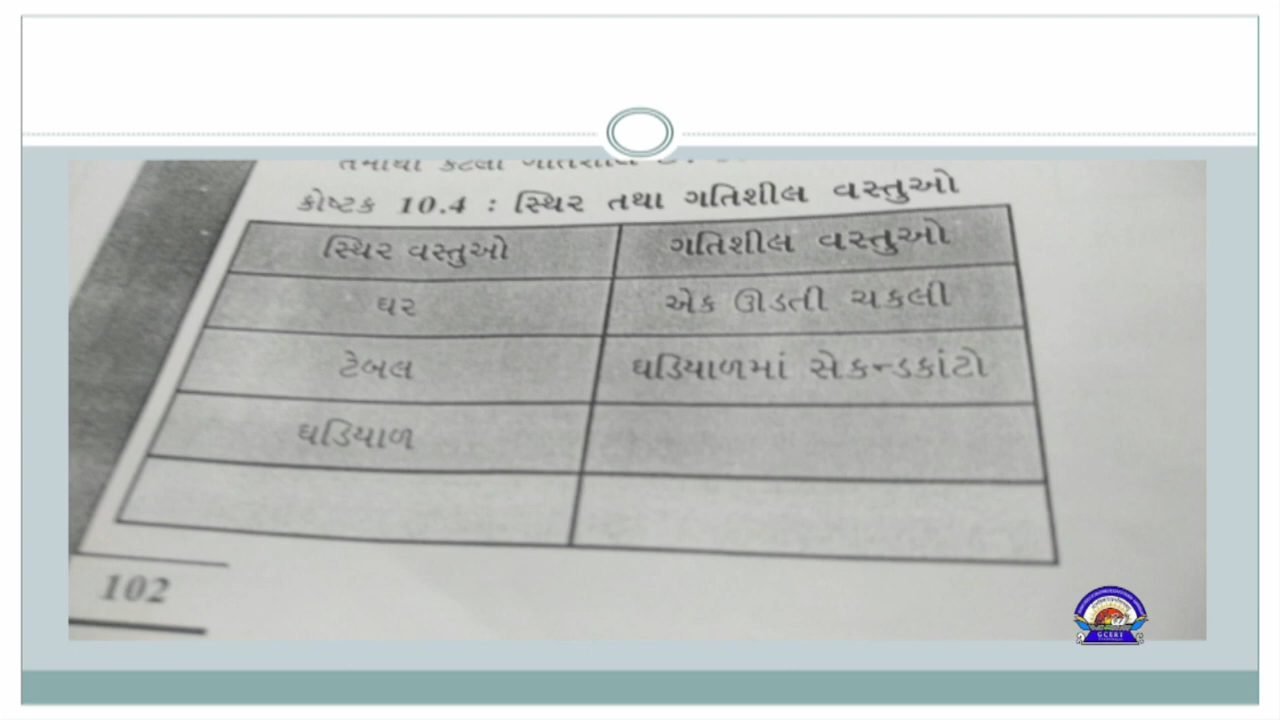 કોષ્ટક 10.4 : સ્થિર તથા ગતિશીલ વસ્તુઓ
સ્થિર વસ્તુઓ ગતિશીલ વસ્તુઓ
ઘર એક ઊડતી ચકલી
ટેબલ ઘડિયાળમાં સેકન્ડકાંટો
ઘડિયાળ
102
GCERT